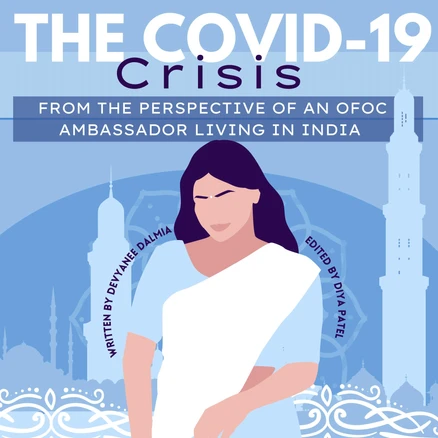 THE COVID-19
Crisis
FROM THE PERSPECTIVE OF AN OFOC
AMBASSADOR LIVING IN INDIA
WRITTEN BY DEVYANEE DALMIA
EDITED BY DIYA PATEL